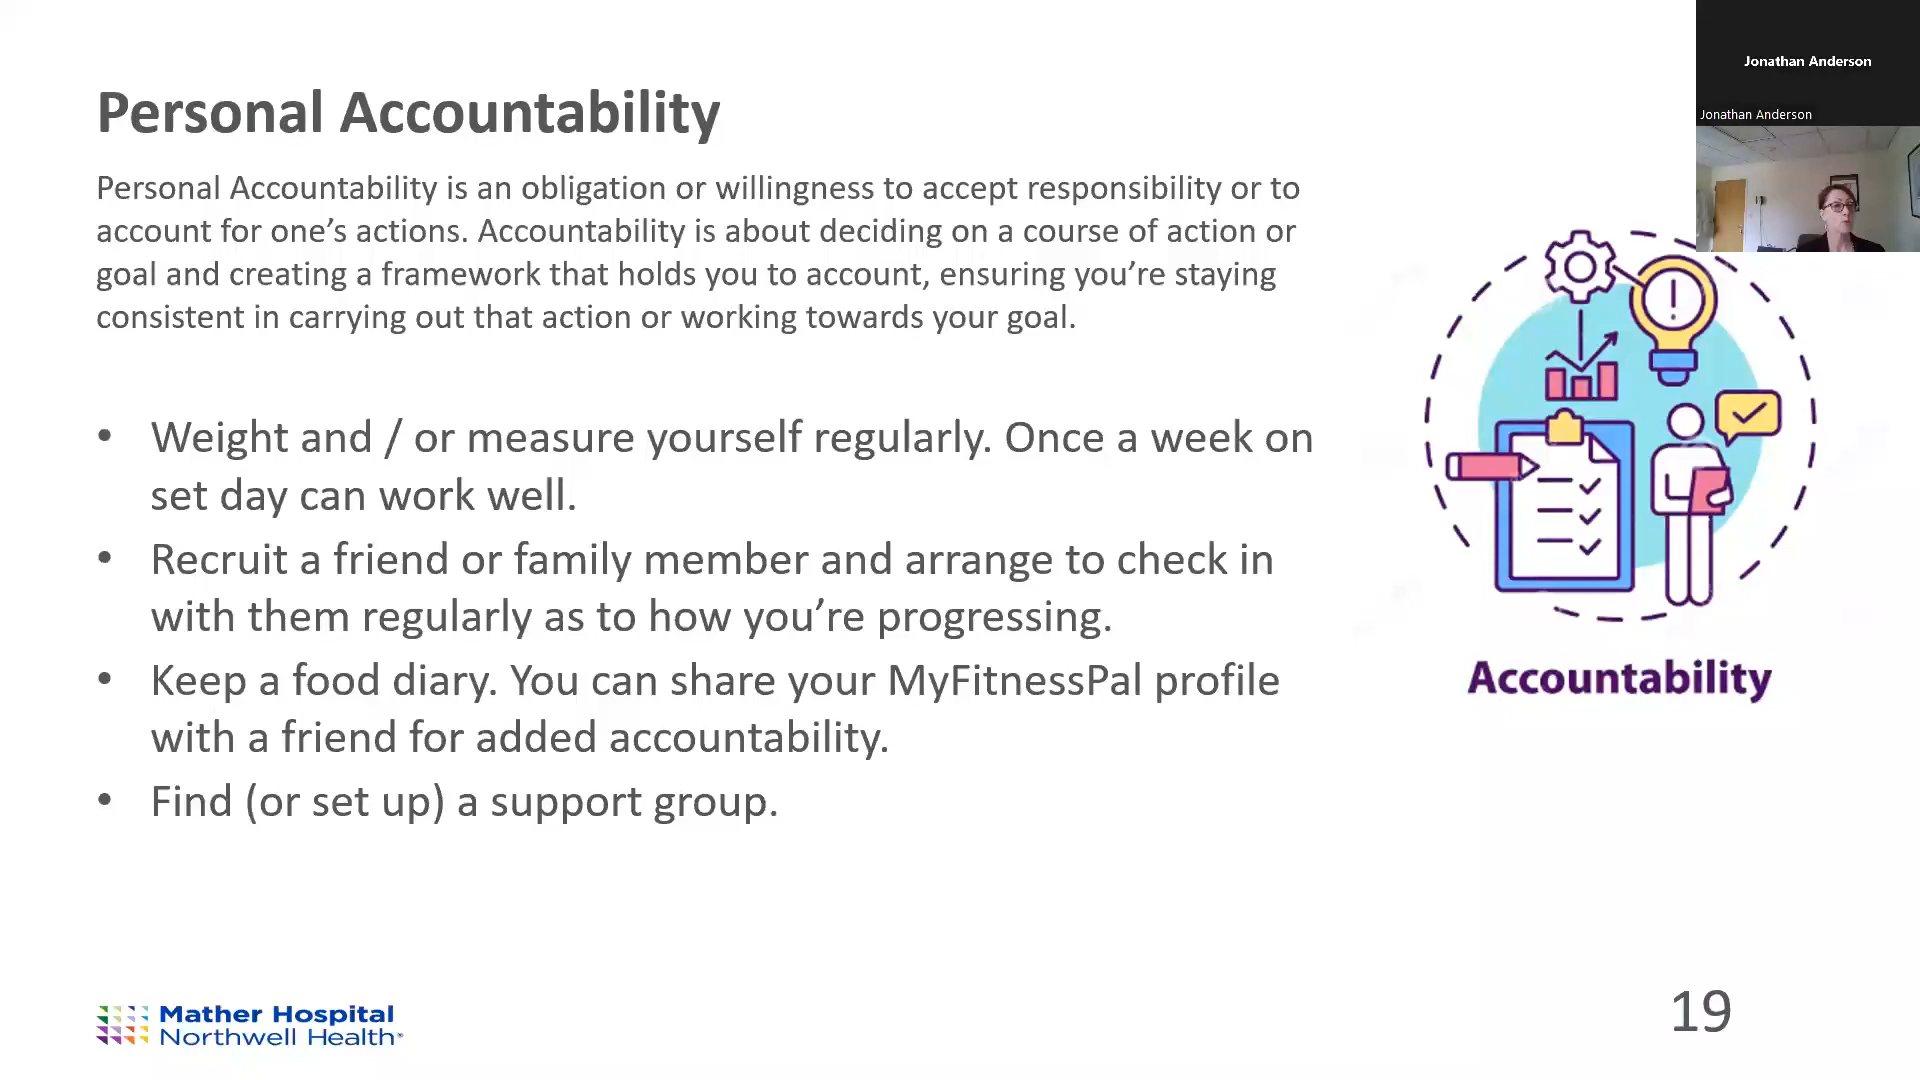 Jonathan Anderson
Jonathan Anderson
Personal Accountability
Personal Accountability is an obligation or willingness to accept responsibility or to
account for one’s actions. Accountability is about deciding on a course of action or
goal and creating a framework that holds you to account, ensuring you’re staying
consistent in carrying out that action or working towards your goal.
• Weight and / or measure yourself regularly. Once a week on
set day can work well.
• Recruit a friend or family member and arrange to check in
with them regularly as to how you’re progressing.
• Keep a food diary. You can share your MyFitnessPal profile
with a friend for added accountability.
• Find (or set up) a support group.
Accountability
Mather Hospital
Northwell Health®
19